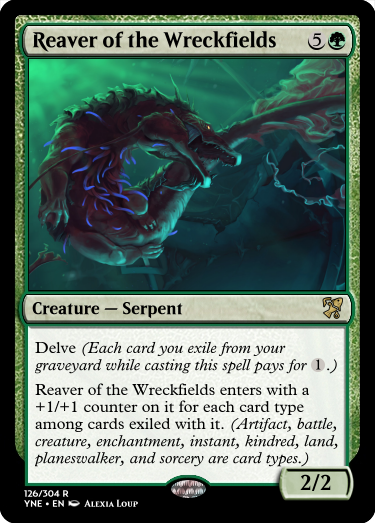 Reaver of the Wreckfields 5
Creature — Serpent
Delve (Each card you exile from your
graveyard while casting this spell pays for 1.)
Reaver of the Wreckfields enters with a
+1/+1 counter on it for each card type
among cards exiled with it. (Artifact, battle,
creature, enchantment, instant, kindred, land,
planeswalker, and sorcery are card types.)
2/2
126/304 R
YNE • EN Alexia Loup